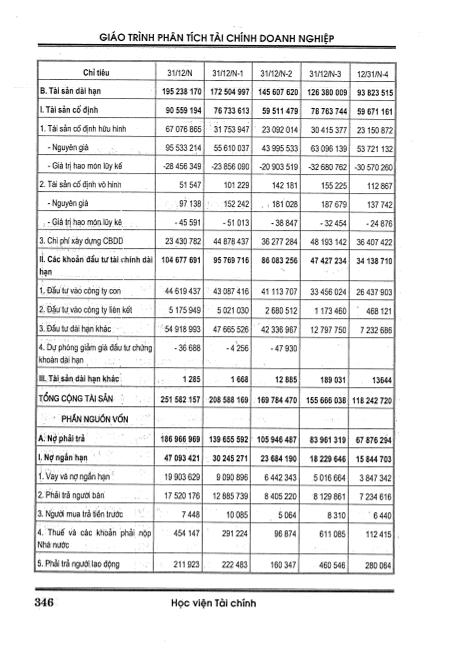 GIÁO TRÌNH PHÂN TÍCH TÀI CHÍNH DOANH NGHIỆP
Chỉ tiêu 31/12/N 31/12/N-1 31/12/N-2 31/12/N-3 12/31/N-4
B. Tài sản dài hạn 195 238 170 172 504 997 145 607 620 126 380 009 93 823 515
I. Tài sản cố định 90 559 194 76 733 613 59 511 479 78 763 744 59 671 161
1. Tài sản cố định hữu hình 67 076 865 31 753 947 23 092 014 30 415 377 23 150 872
- Nguyên giá 95 533 214 55 610 037 43 995 533 63 096 139 53 721 132
- Giá trị hao mòn lũy kế -28 456 349 -23 856 090 -20 903 519 -32 680 762 -30 570 260
2. Tài sản cố định vô hình 51 547 101 229 142 181 155 225 112 867
- Nguyên giá 97 138 152 242 181 028 187 679 137 742
- Giá trị hao mòn lũy kế - 45 591 - 51 013 - 38 847 - 32 454 - 24 876
3. Chi phí xây dựng CBDD 23 430 782 44 878 437 36 277 284 48 193 142 36 407 422
II. Các khoản đầu tư tài chính dài
hạn 104 677 691 95 769 716 86 083 256 47 427 234 34 138 710
1. Đầu tư vào công ty con 44 619 437 43 087 416 41 113 707 33 456 024 26 437 903
2. Đầu tư vào công ty liên kết 5 175 949 5 021 030 2 680 512 1 173 460 468 121
3. Đầu tư dài hạn khác 54 918 993 47 665 526 42 336 967 12 797 750 7 232 686
4. Dự phòng giảm giá đầu tư chứng
khoán dài hạn - 36 688 - 4 256 - 47 930
III. Tài sản dài hạn khác 1 285 1 668 12 885 189 031 13644
TỔNG CỘNG TÀI SẢN 251 582 157 208 588 169 169 784 470 155 666 038 118 242 720
PHẦN NGUỒN VỐN
A. Nợ phải trả 186 966 969 139 655 592 105 946 487 83 961 319 67 876 294
I. Nợ ngắn hạn 47 093 421 30 245 271 23 684 190 18 229 646 15 844 703
1. Vay và nợ ngắn hạn 19 903 629 9 090 896 6 442 343 5 016 664 3 847 342
2. Phải trả người bán 17 520 176 12 885 739 8 405 220 8 129 861 7 234 616
3. Người mua trả tiền trước 7 448 10 085 5 064 8 310 6 440
4. Thuế và các khoản phải nộp
Nhà nước 454 147 291 224 96 874 611 085 112 415
5. Phải trả người lao động 211 923 222 483 160 347 460 546 280 064
346 Học viện Tài chính